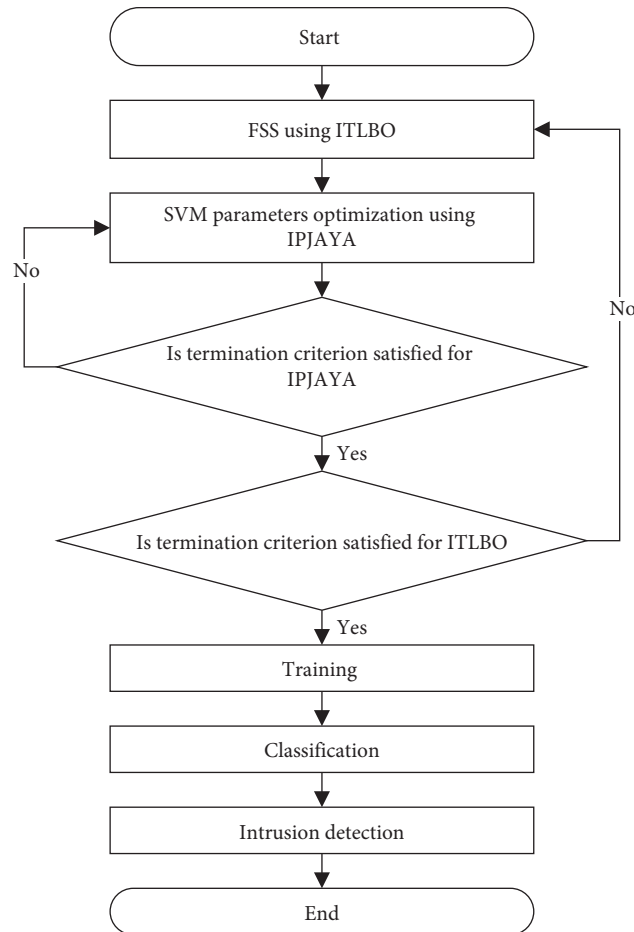 Start
FSS using ITLBO
SVM parameters optimization using
IPJAYA
No
No
Is termination criterion satisfied for
IPJAYA
Yes
Is termination criterion satisfied for ITLBO
Yes
Training
Classification
Intrusion detection
End